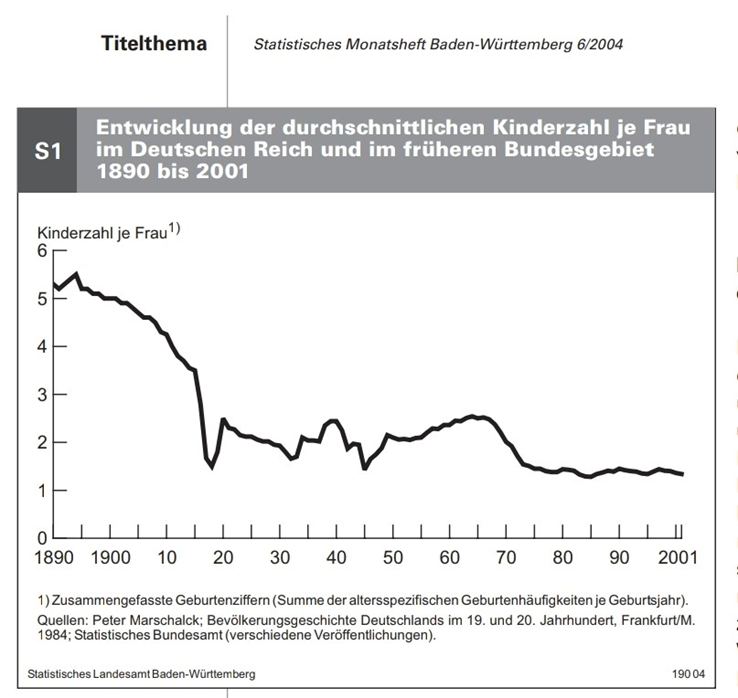 Titelthema
Statistisches Monatsheft Baden-Württemberg 6/2004
S1
Entwicklung der durchschnittlichen Kinderzahl je Frau
im Deutschen Reich und im früheren Bundesgebiet
1890 bis 2001
Kinderzahl je Frau1)
6
5
4
3
2
1
0
1890 1900 10 20 30 40 50 60 70 80 90 2001
1) Zusammengefasste Geburtenziffern (Summe der altersspezifischen Geburtenhäufigkeiten je Geburtsjahr).
Quellen: Peter Marschalck; Bevölkerungsgeschichte Deutschlands im 19. und 20. Jahrhundert, Frankfurt/M.
1984; Statistisches Bundesamt (verschiedene Veröffentlichungen).
Statistisches Landesamt Baden-Württemberg
190 04